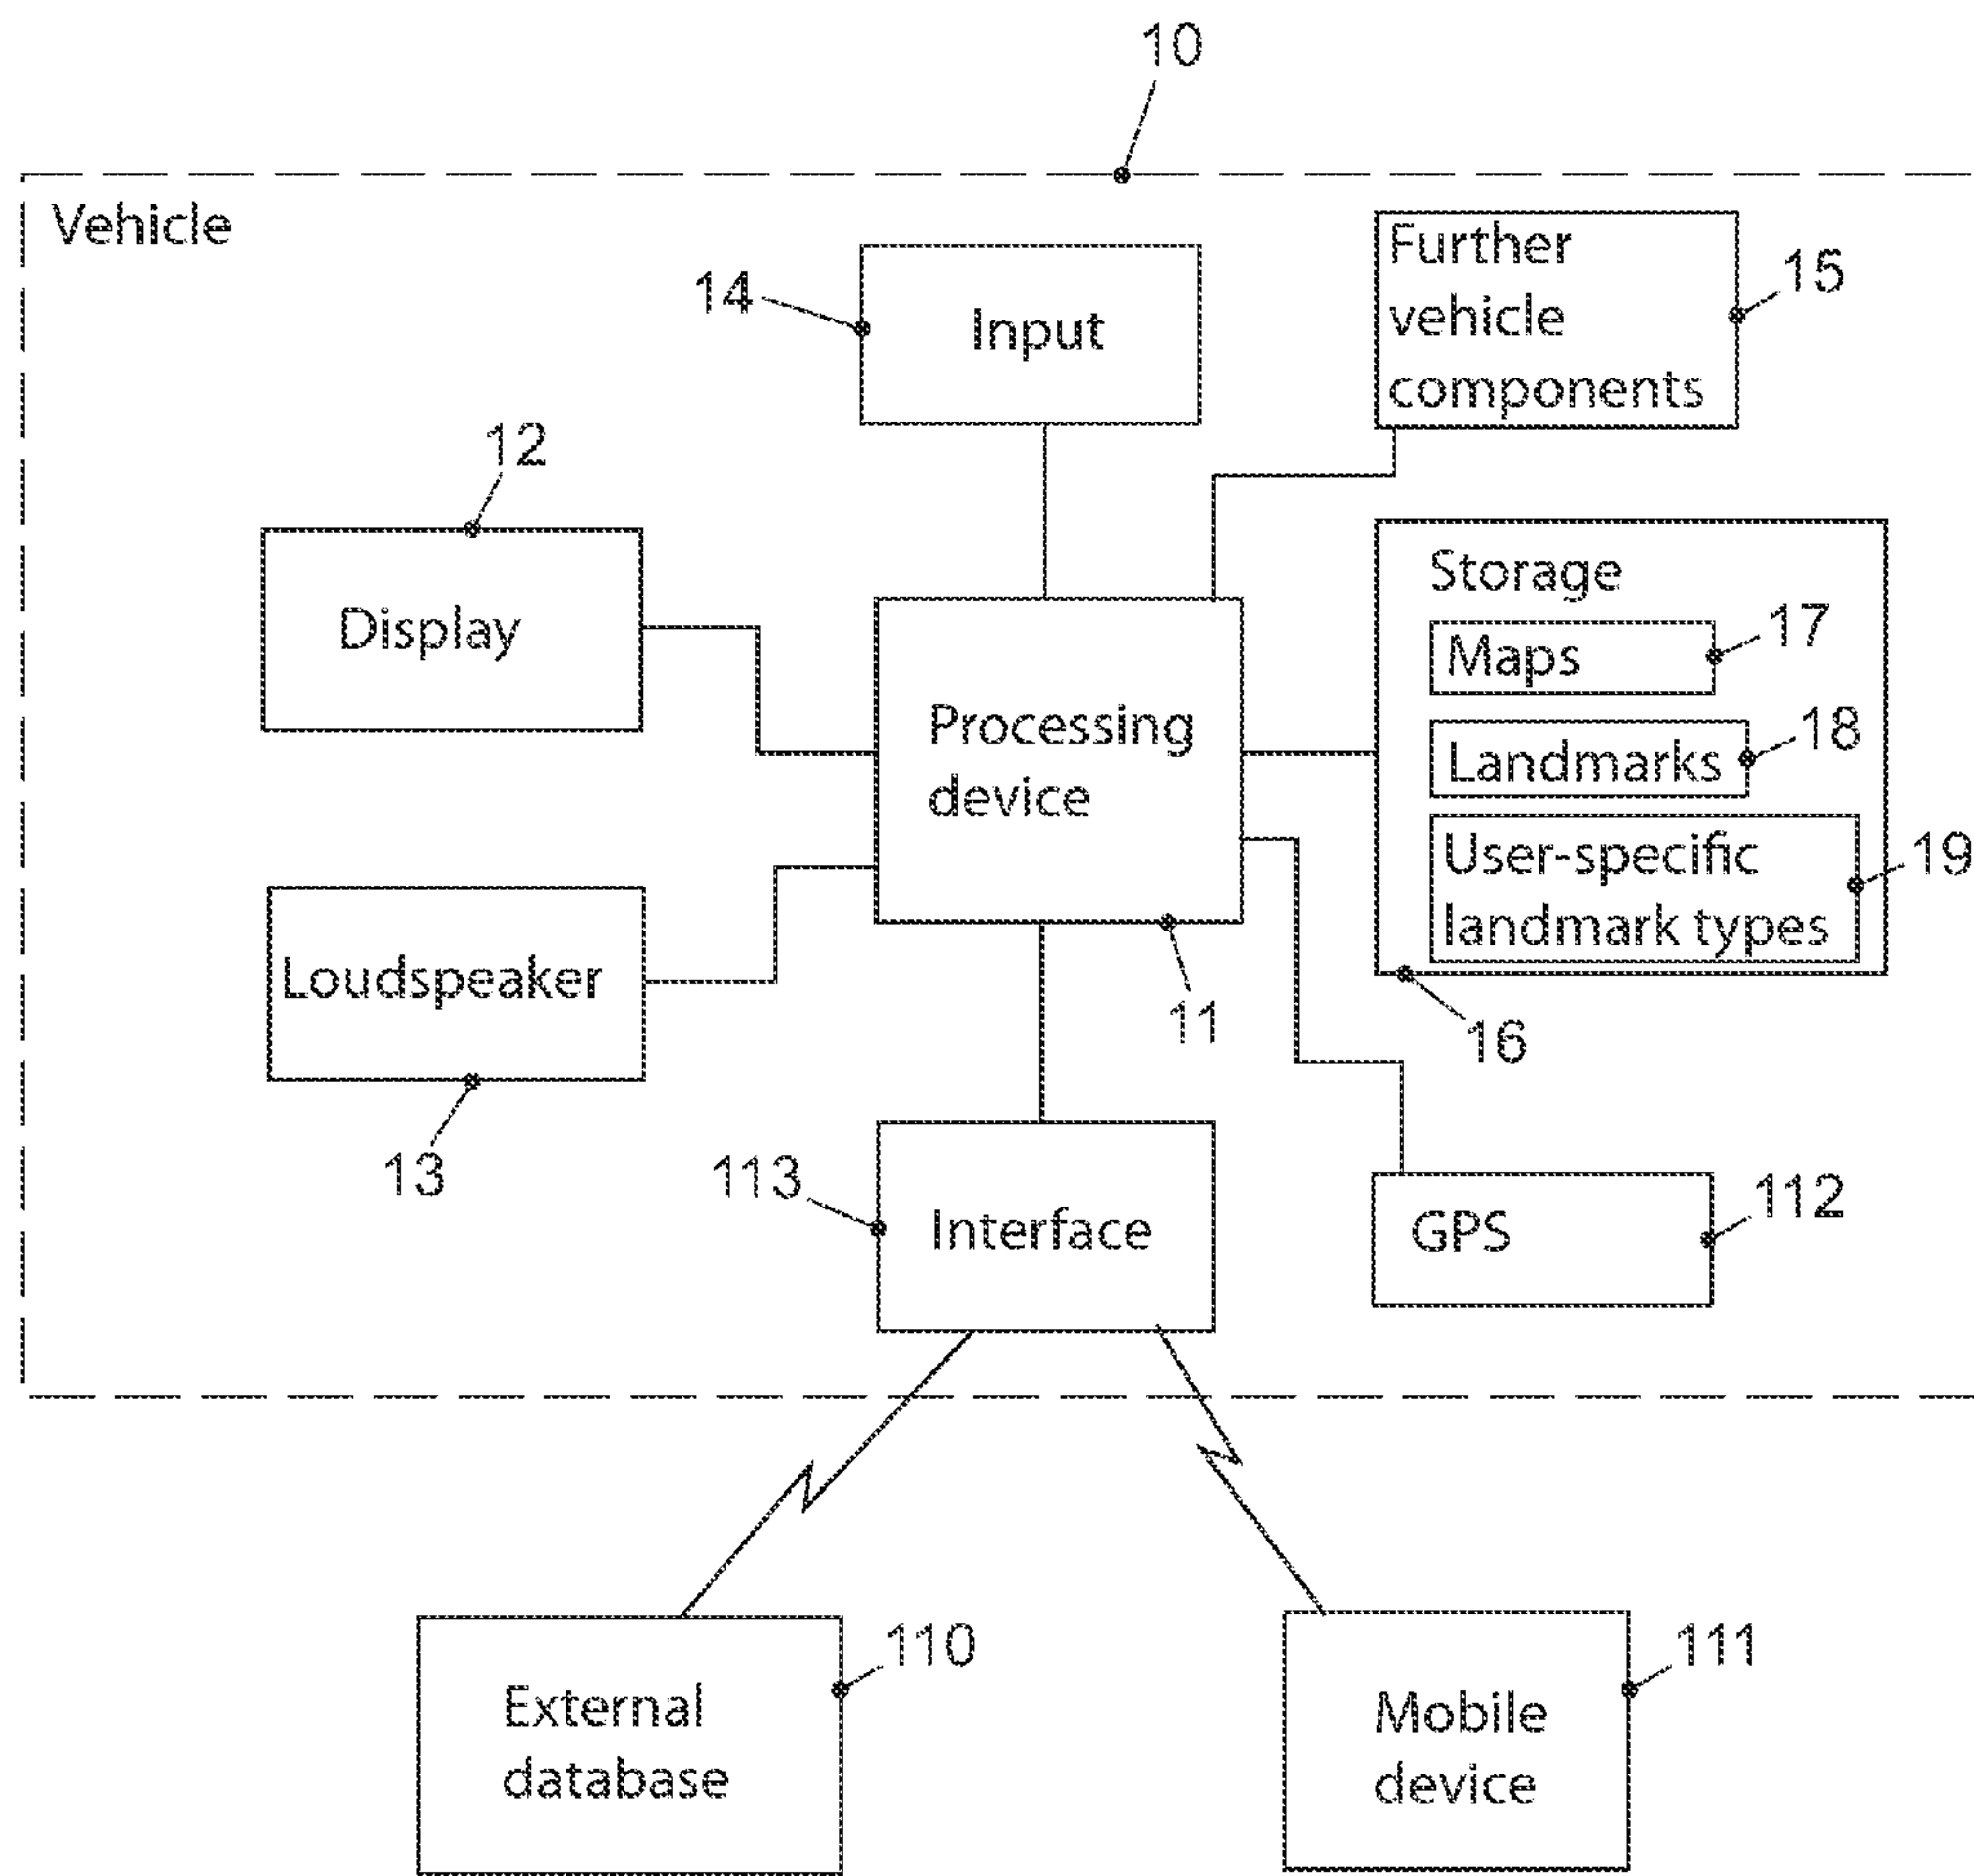 10
Vehicle
14
Input
Further
vehicle
components
15
12
Display
Storage
Maps
17
Landmarks
18
User-specific
landmark types
19
Processing
device
11
16
Loudspeaker
13
113
Interface
GPS
112
External
database
110
Mobile
device
111